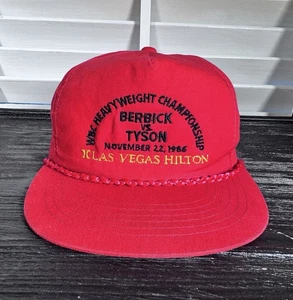 WBC HEAVYWEIGHT CHAMPIONSHIP
BERBICK
VS.
TYSON
NOVEMBER 22, 1986
LAS VEGAS HILTON